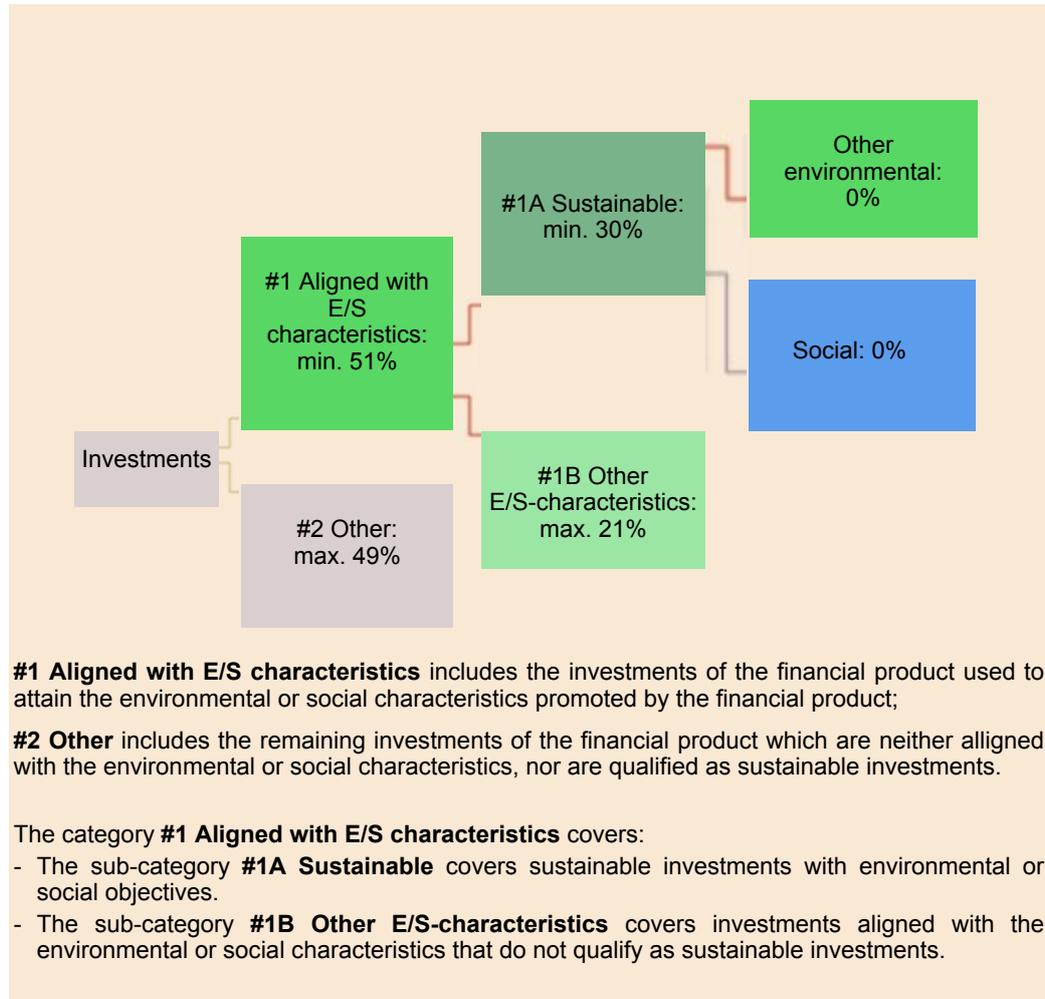 Other
environmental:
0%
#1A Sustainable:
min. 30%
#1 Aligned with
E/S
characteristics:
min. 51%
Social: 0%
Investments
#1B Other
E/S-characteristics:
max. 21%
#2 Other:
max. 49%
#1 Aligned with E/S characteristics includes the investments of the financial product used to
attain the environmental or social characteristics promoted by the financial product;
#2 Other includes the remaining investments of the financial product which are neither alligned
with the environmental or social characteristics, nor are qualified as sustainable investments.
The category #1 Aligned with E/S characteristics covers:
- The sub-category #1A Sustainable covers sustainable investments with environmental or
social objectives.
- The sub-category #1B Other E/S-characteristics covers investments aligned with the
environmental or social characteristics that do not qualify as sustainable investments.